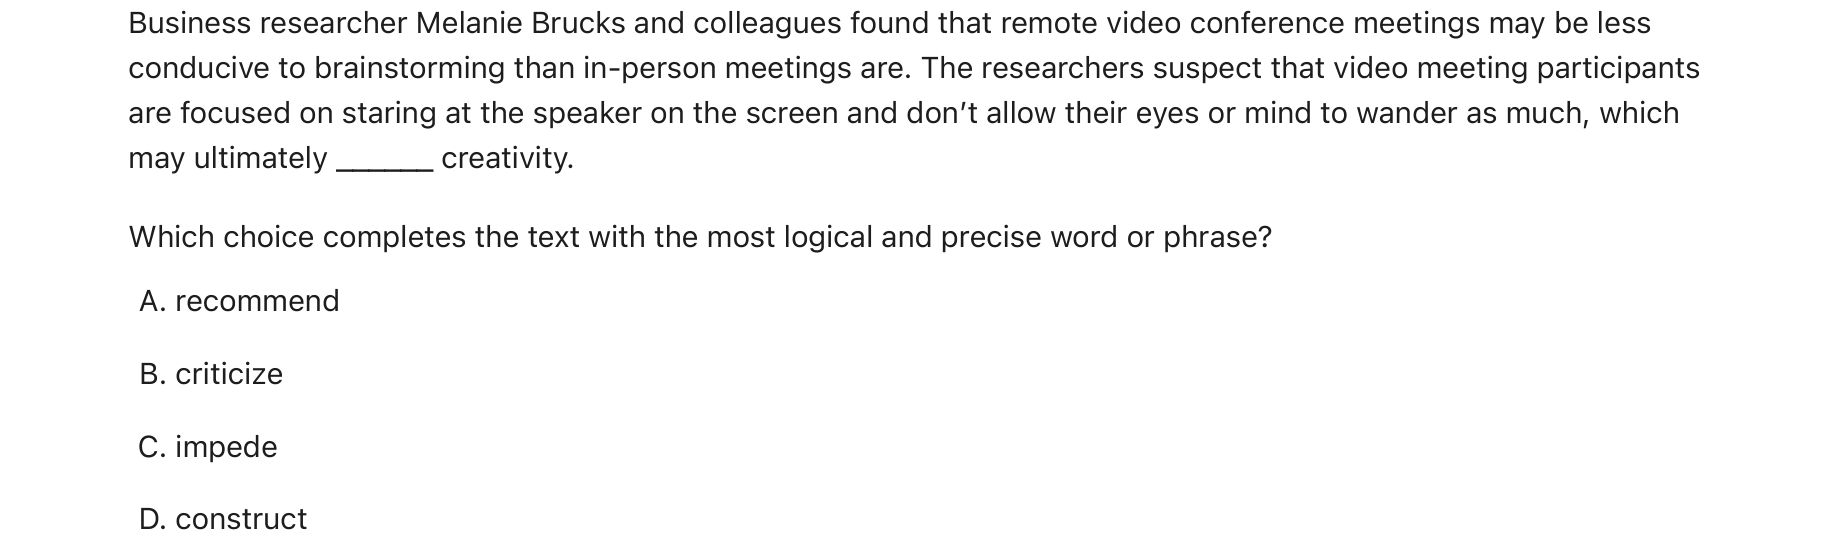 Business researcher Melanie Brucks and colleagues found that remote video conference meetings may be less
conducive to brainstorming than in-person meetings are. The researchers suspect that video meeting participants
are focused on staring at the speaker on the screen and don’t allow their eyes or mind to wander as much, which
may ultimately ______ creativity.
Which choice completes the text with the most logical and precise word or phrase?
A. recommend
B. criticize
C. impede
D. construct